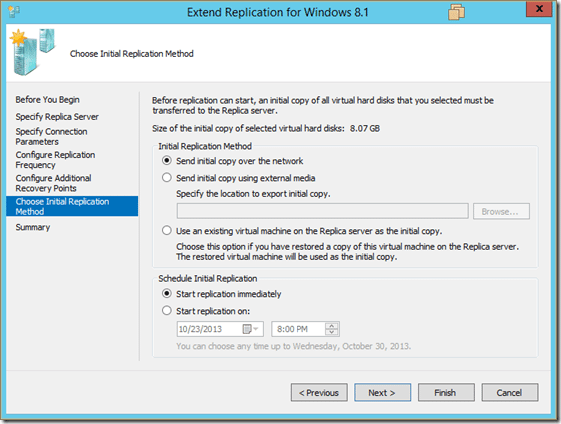 Extend Replication for Windows 8.1
x
Choose Initial Replication Method
Before You Begin
Specify Replica Server
Specify Connection
Parameters
Configure Replication
Frequency
Configure Additional
Recovery Points
Choose Initial Replication
Method
Summary
Before replication can start, an initial copy of all virtual hard disks that you selected must be
transferred to the Replica server.
Size of the initial copy of selected virtual hard disks: 8.07 GB
Initial Replication Method
Send initial copy over the network
Send initial copy using external media
Specify the location to export initial copy.
Browse...
Use an existing virtual machine on the Replica server as the initial copy.
Choose this option if you have restored a copy of this virtual machine on the Replica server.
The restored virtual machine will be used as the initial copy.
Schedule Initial Replication
Start replication immediately
Start replication on:
10/23/2013 8:00 PM
You can choose any time up to Wednesday, October 30, 2013.
< Previous Next > Finish Cancel